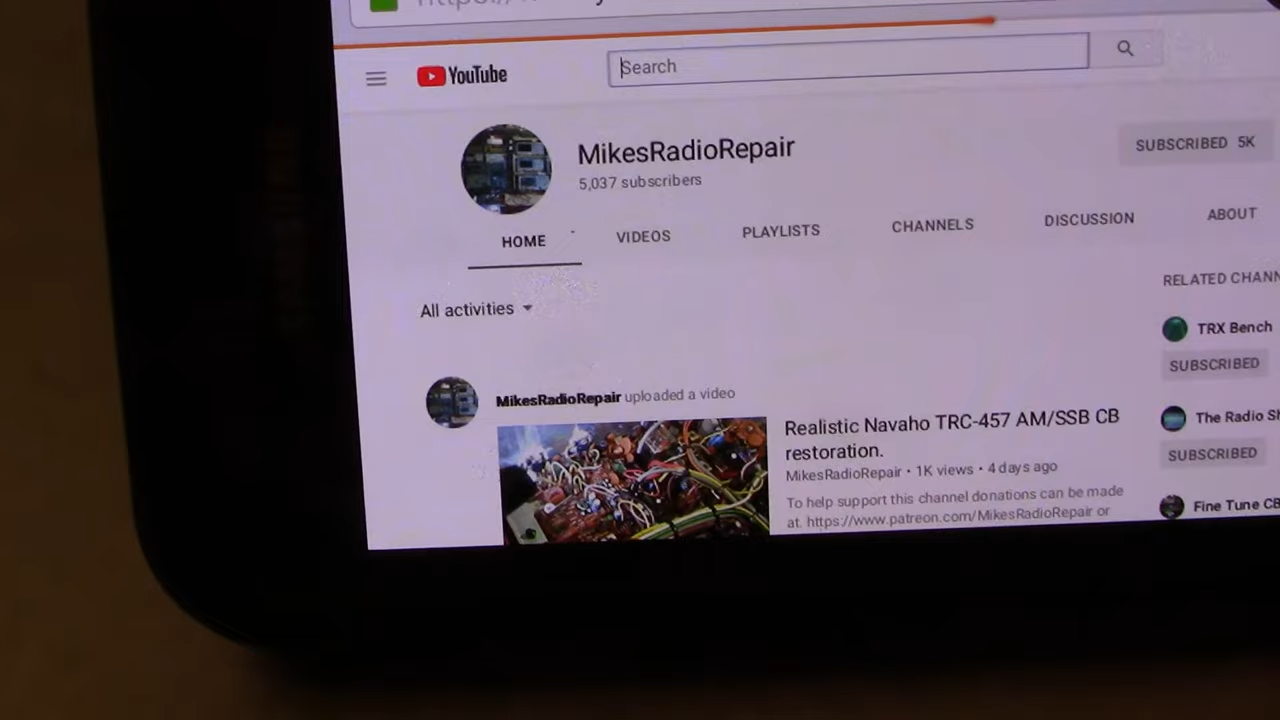 YouTube
Search
MikesRadioRepair
5,037 subscribers
SUBSCRIBED 5K
HOME
VIDEOS
PLAYLISTS
CHANNELS
DISCUSSION
ABOUT
All activities
RELATED
TRX Bench
SUBSCRIBED
The Radio
SUBSCRIBED
Fine Tune CB
MikesRadioRepair uploaded a video
Realistic Navaho TRC-457 AM/SSB CB
restoration.
MikesRadioRepair • 1K views • 4 days ago
To help support this channel donations can be made
at. https://www.patreon.com/MikesRadioRepair or